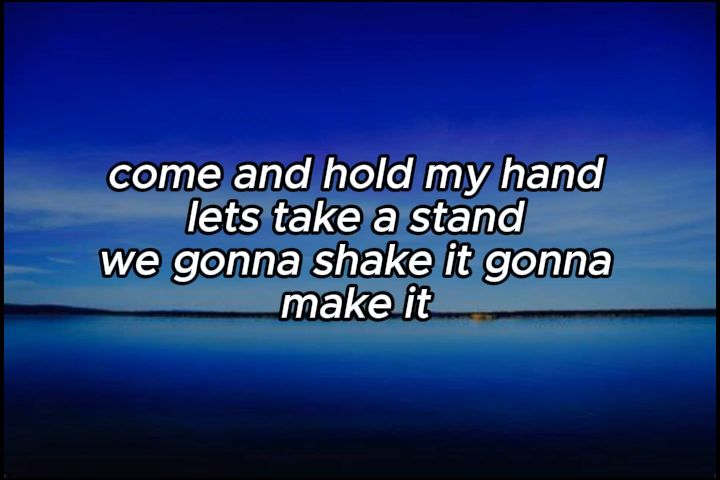 come and hold my hand
lets take a stand
we gonna shake it gonna
make it